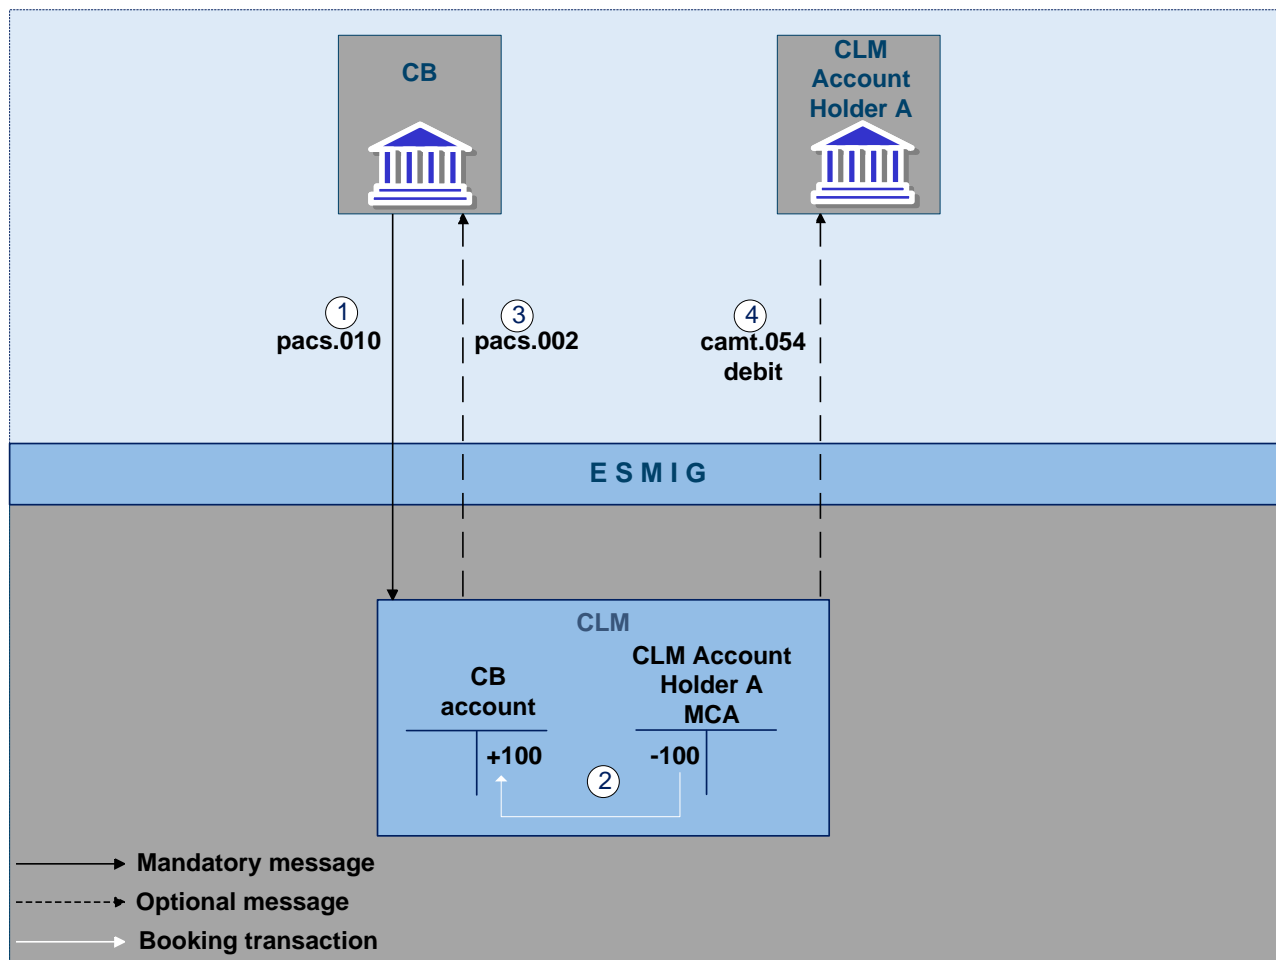 CB
CLM
Account
Holder A
1
pacs.010
3
pacs.002
4
camt.054
debit
E S M I G
CLM
CB
account
CLM Account
Holder A
MCA
+100
-100
2
Mandatory message
Optional message
Booking transaction